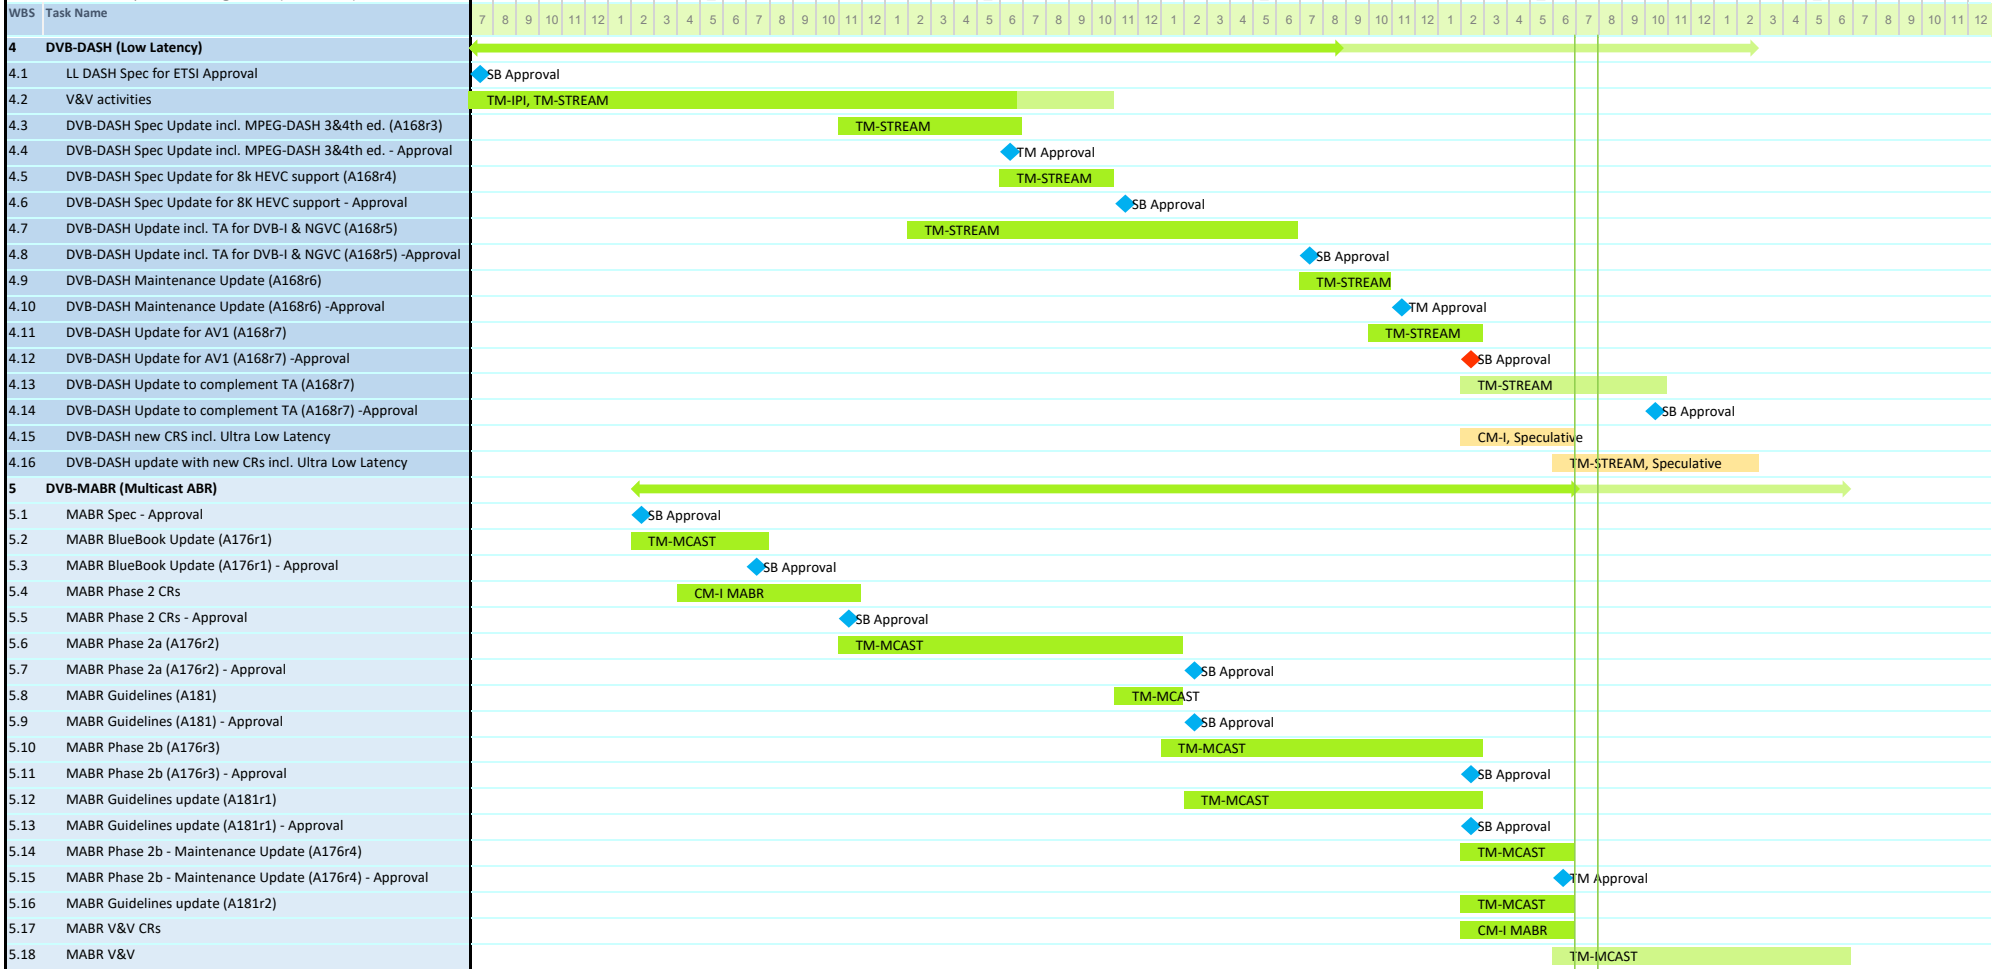 WBS Task Name 7 8 9 10 11 12 1 2 3 4 5 6 7 8 9 10 11 12 1 2 3 4 5 6 7 8 9 10 11 12 1 2 3 4 5 6 7 8 9 10 11 12 1 2 3 4 5 6 7 8 9 10 11 12 1 2 3 4 5 6 7 8 9 10 11 12
4 DVB-DASH (Low Latency)
4.1 LL DASH Spec for ETSI Approval SB Approval
4.2 V&V activities TM-IPI, TM-STREAM
4.3 DVB-DASH Spec Update incl. MPEG-DASH 3&4th ed. (A168r3) TM-STREAM
4.4 DVB-DASH Spec Update incl. MPEG-DASH 3&4th ed. - Approval TM Approval
4.5 DVB-DASH Spec Update for 8k HEVC support (A168r4) TM-STREAM
4.6 DVB-DASH Spec Update for 8K HEVC support - Approval SB Approval
4.7 DVB-DASH Update incl. TA for DVB-I & NGVC (A168r5) TM-STREAM
4.8 DVB-DASH Update incl. TA for DVB-I & NGVC (A168r5) -Approval SB Approval
4.9 DVB-DASH Maintenance Update (A168r6) TM-STREAM
4.10 DVB-DASH Maintenance Update (A168r6) -Approval TM Approval
4.11 DVB-DASH Update for AV1 (A168r7) TM-STREAM
4.12 DVB-DASH Update for AV1 (A168r7) -Approval SB Approval
4.13 DVB-DASH Update to complement TA (A168r7) TM-STREAM
4.14 DVB-DASH Update to complement TA (A168r7) -Approval SB Approval
4.15 DVB-DASH new CRS incl. Ultra Low Latency CM-I, Speculative
4.16 DVB-DASH update with new CRs incl. Ultra Low Latency TM-STREAM, Speculative
5 DVB-MABR (Multicast ABR)
5.1 MABR Spec - Approval SB Approval
5.2 MABR BlueBook Update (A176r1) TM-MCAST
5.3 MABR BlueBook Update (A176r1) - Approval SB Approval
5.4 MABR Phase 2 CRs CM-I MABR
5.5 MABR Phase 2 CRs - Approval SB Approval
5.6 MABR Phase 2a (A176r2) TM-MCAST
5.7 MABR Phase 2a (A176r2) - Approval SB Approval
5.8 MABR Guidelines (A181) TM-MCAST
5.9 MABR Guidelines (A181) - Approval SB Approval
5.10 MABR Phase 2b (A176r3) TM-MCAST
5.11 MABR Phase 2b (A176r3) - Approval SB Approval
5.12 MABR Guidelines update (A181r1) TM-MCAST
5.13 MABR Guidelines update (A181r1) - Approval SB Approval
5.14 MABR Phase 2b - Maintenance Update (A176r4) TM-MCAST
5.15 MABR Phase 2b - Maintenance Update (A176r4) - Approval TM Approval
5.16 MABR Guidelines update (A181r2) TM-MCAST
5.17 MABR V&V CRs CM-I MABR
5.18 MABR V&V TM-MCAST